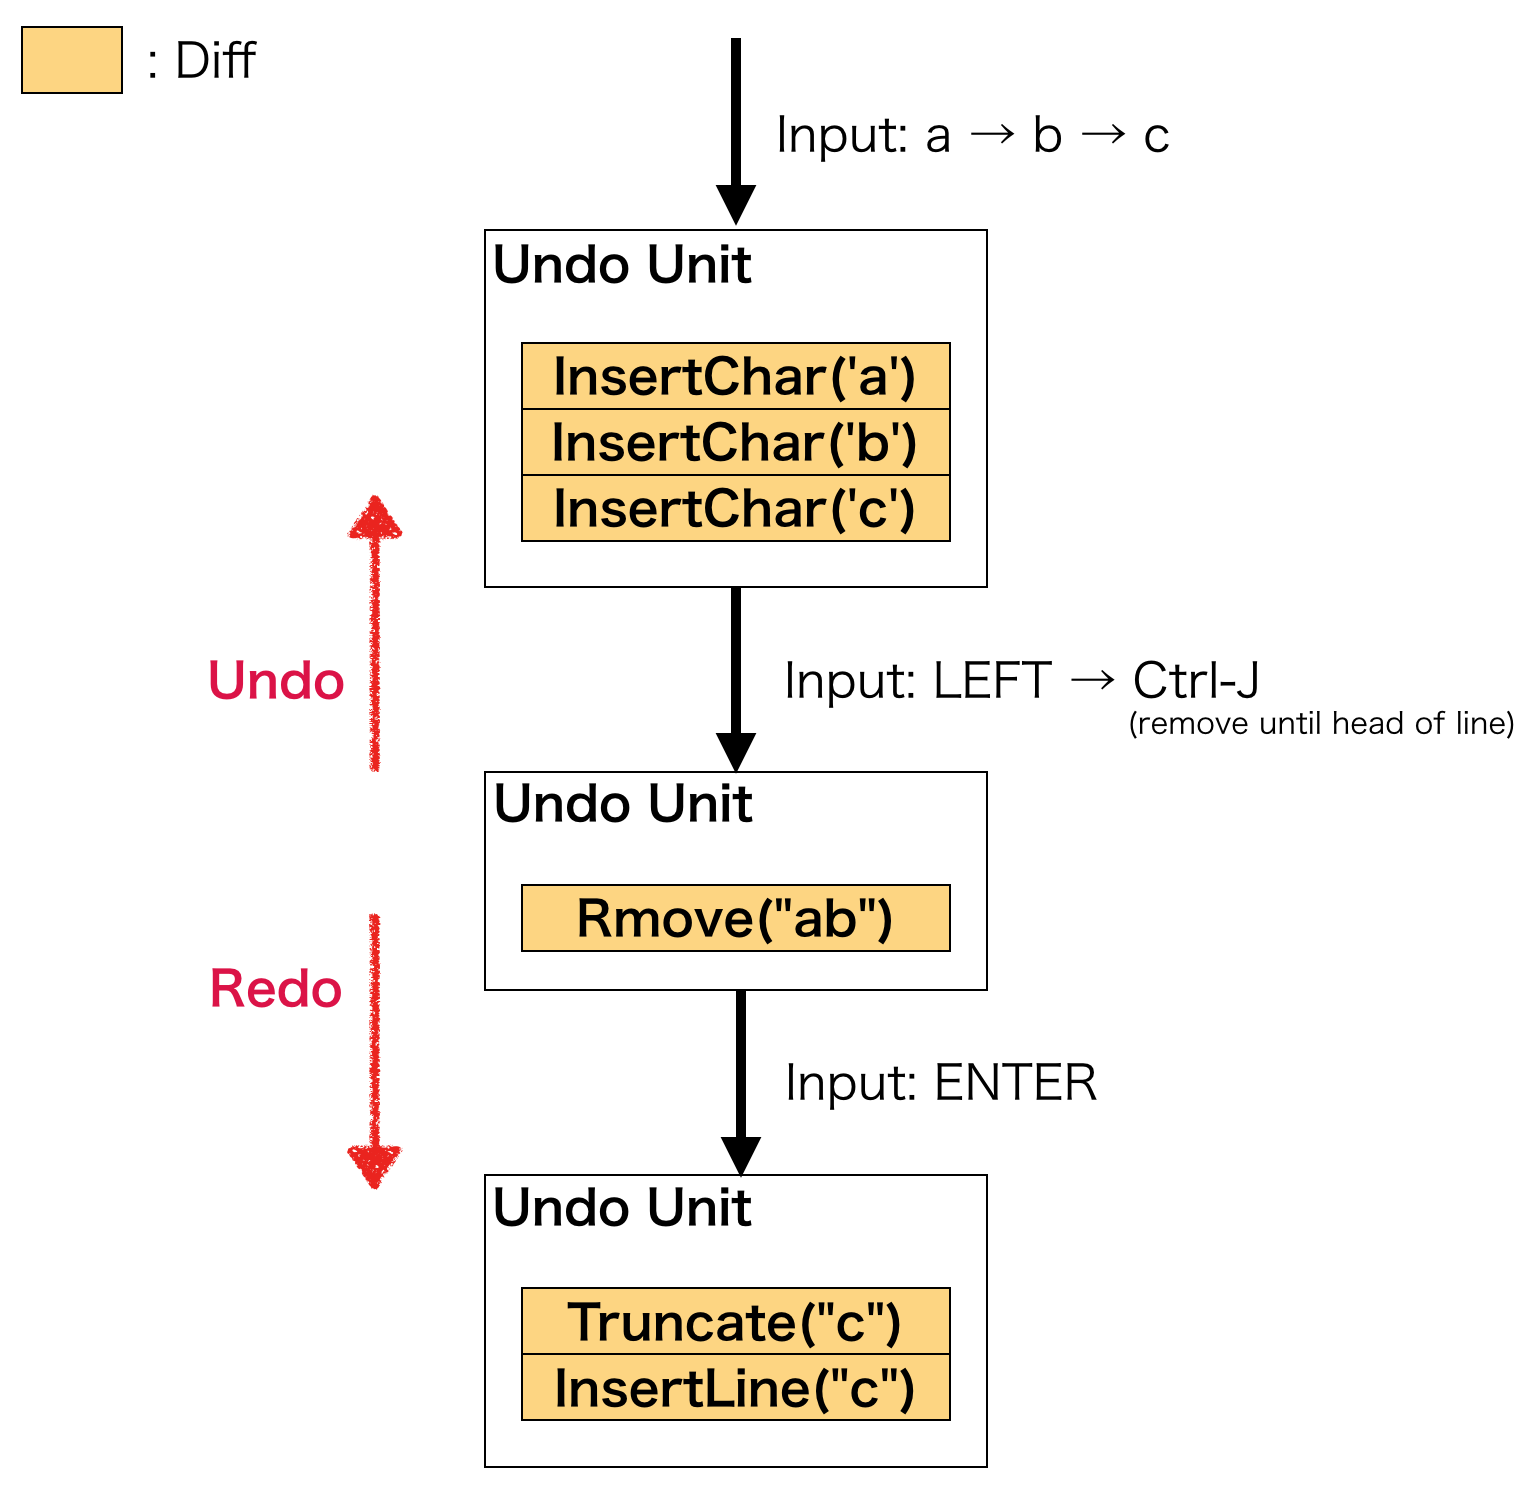 : Diff
Input: a → b → c
Undo Unit
InsertChar('a')
InsertChar('b')
InsertChar('c')
Undo
Input: LEFT → Ctrl-J
(remove until head of line)
Undo Unit
Rmove("ab")
Redo
Input: ENTER
Undo Unit
Truncate("c")
InsertLine("c")